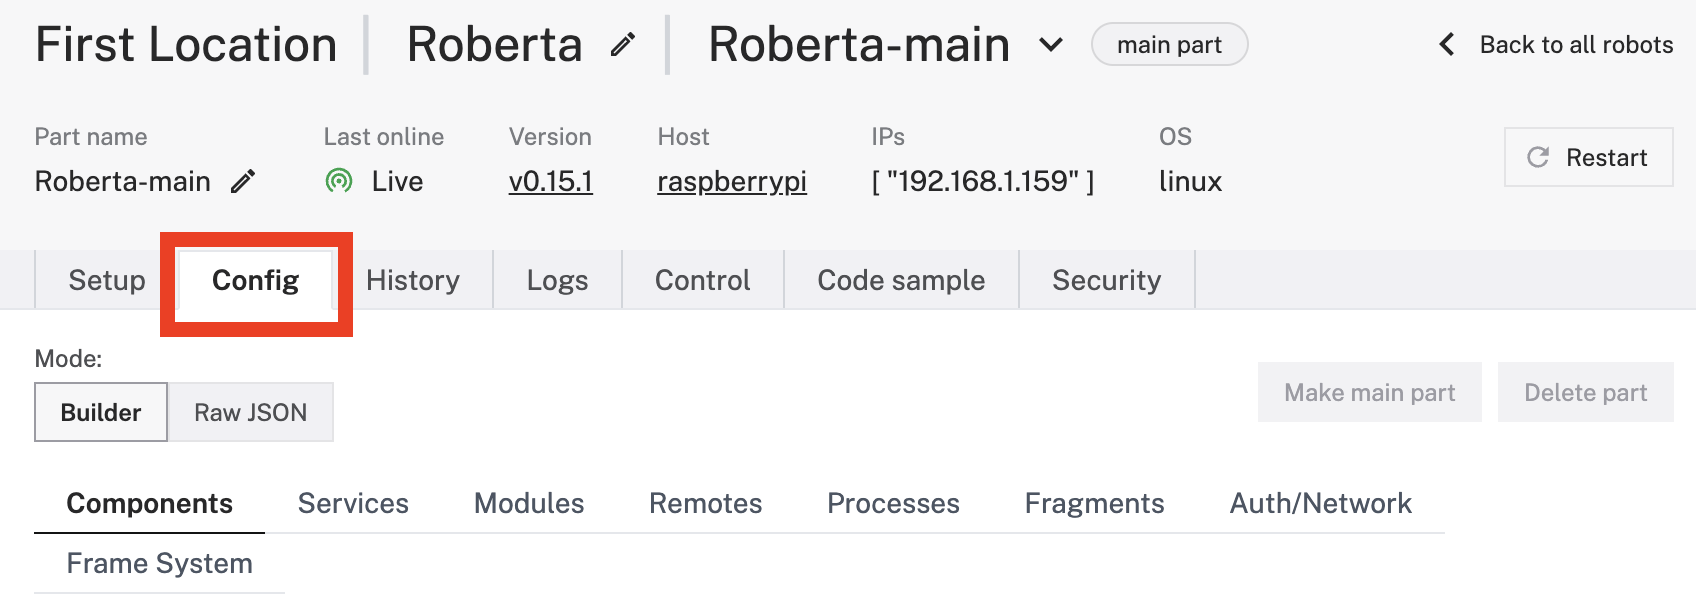 First Location Roberta Roberta-main main part Back to all robots
Part name Last online Version Host IPs OS
Roberta-main Live v0.15.1 raspberrypi [ "192.168.1.159" ] linux Restart
Setup Config History Logs Control Code sample Security
Mode:
Builder Raw JSON Make main part Delete part
Components Services Modules Remotes Processes Fragments Auth/Network
Frame System